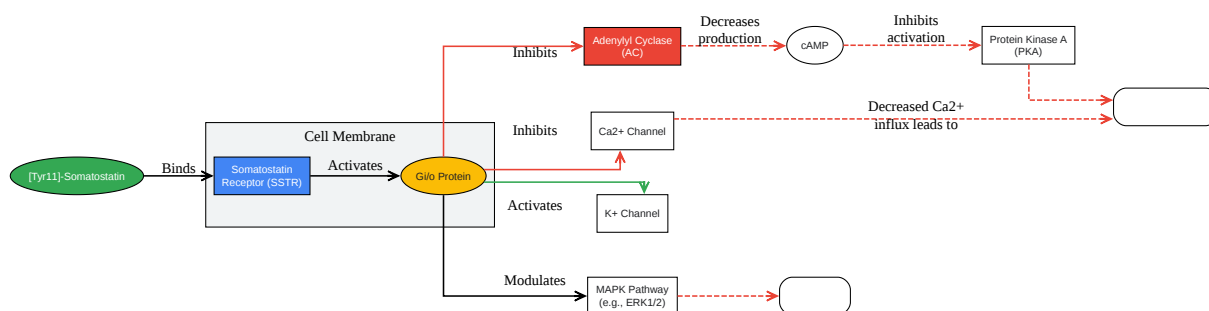 Decreases
production
Inhibits
activation
Inhibits
Adenylyl Cyclase
(AC)
cAMP
Protein Kinase A
(PKA)
Cell Membrane
Inhibits
Ca2+ Channel
Decreased Ca2+
influx leads to
[Tyr11]-Somatostatin
Binds
Somatostatin
Receptor (SSTR)
Activates
Gi/o Protein
Activates
K+ Channel
Modulates
MAPK Pathway
(e.g., ERK1/2)